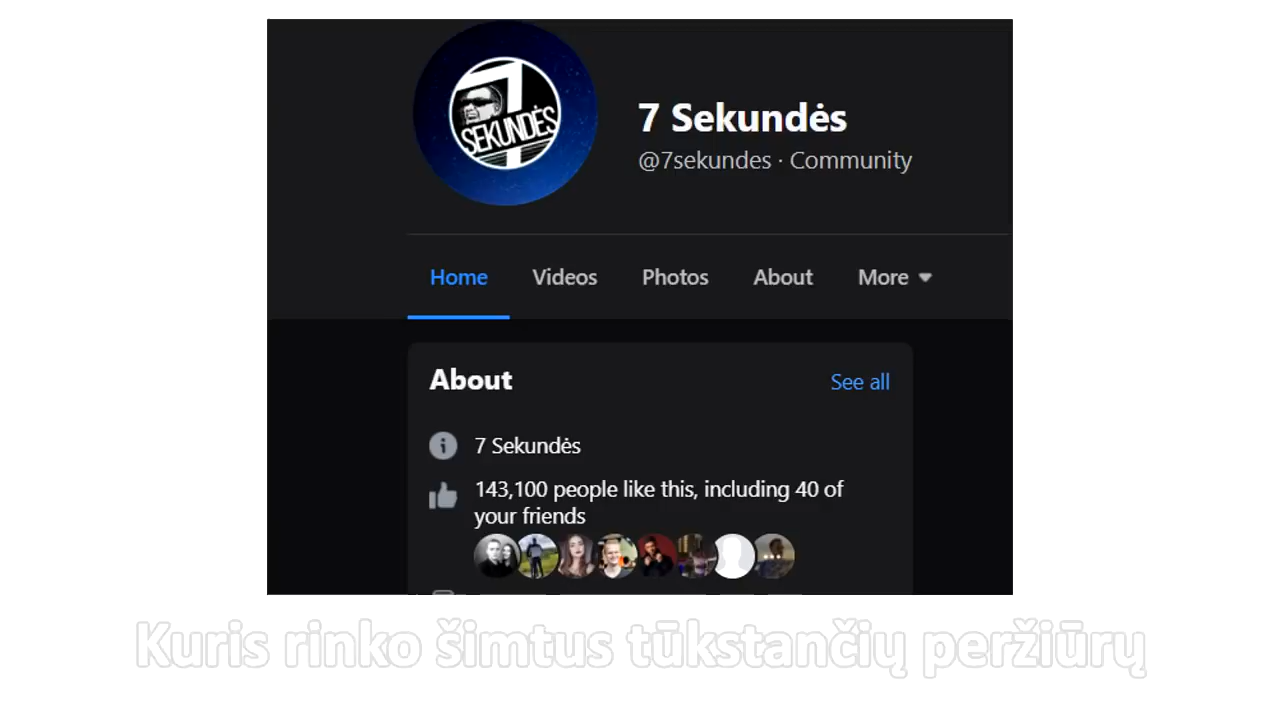 7
SEKUNDĖS
7 Sekundės
@7sekundes · Community
Home Videos Photos About More
About See all
7 Sekundės
143,100 people like this, including 40 of
your friends
Kuris rinko šimtus tūkstančių peržiūrų